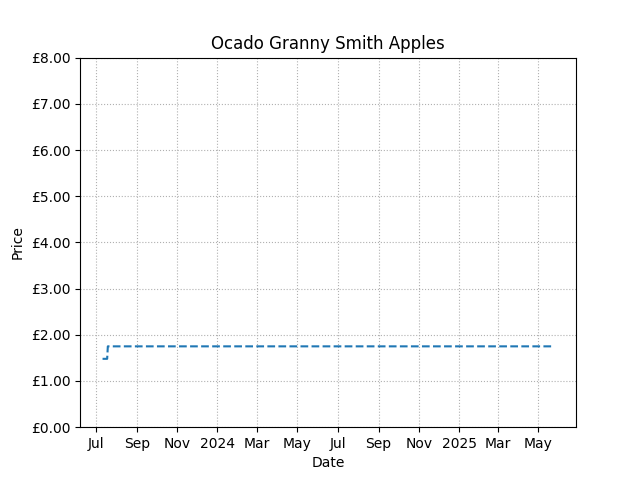 Ocado Granny Smith Apples
£8.00
£7.00
£6.00
£5.00
£4.00
£3.00
£2.00
£1.00
£0.00
Price
Jul Sep Nov 2024 Mar May Jul Sep Nov 2025 Mar May
Date